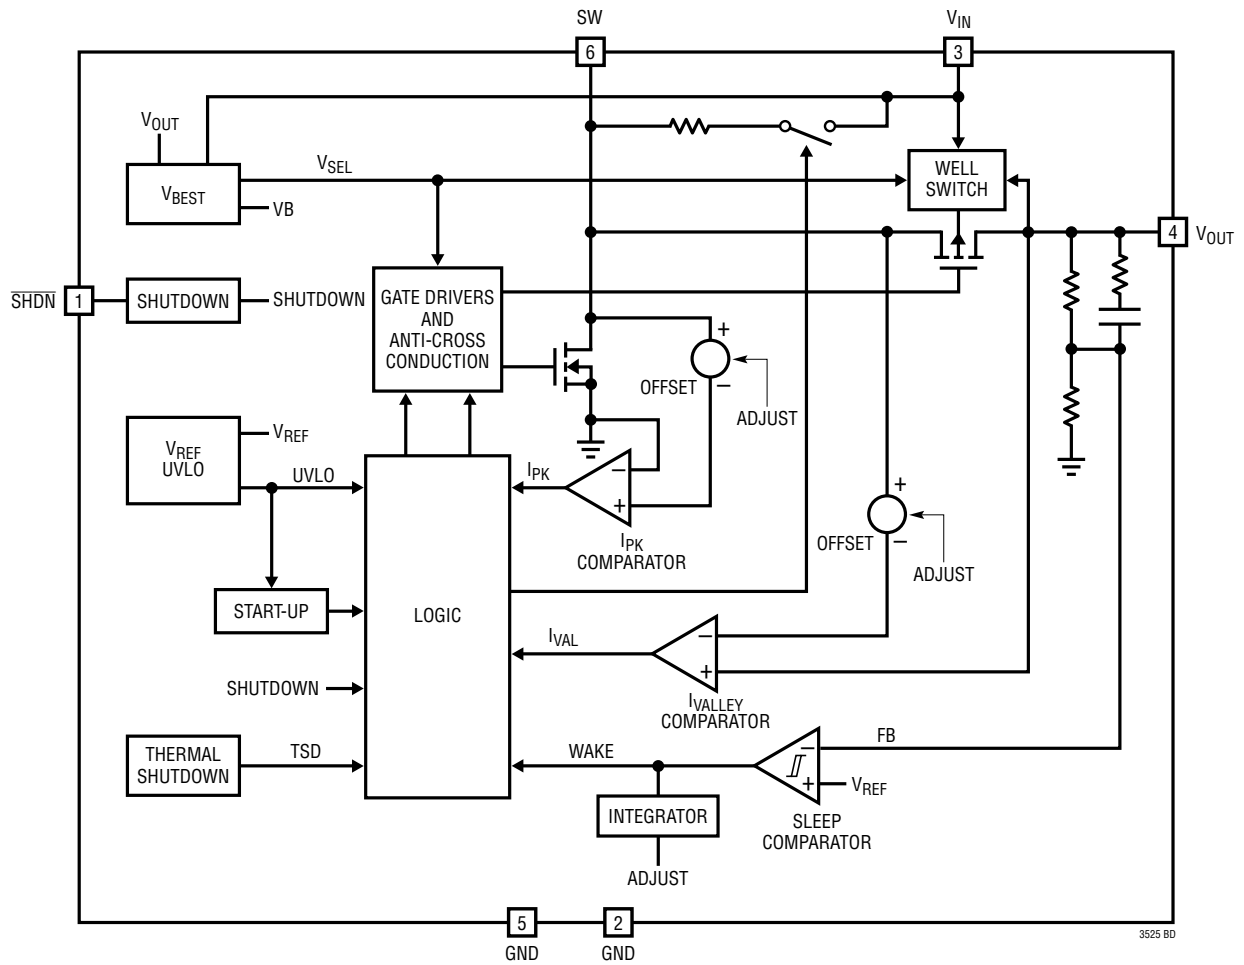 SW
V_IN
6
3
V_OUT
V_SEL
WELL
SWITCH
V_BEST
VB
4
V_OUT
SHDN
1
SHUTDOWN
SHUTDOWN
GATE DRIVERS
AND
ANTI-CROSS
CONDUCTION
+
OFFSET
–
ADJUST
V_REF
UVLO
V_REF
UVLO
I_PK
–
+
I_PK
COMPARATOR
+
OFFSET
–
ADJUST
START-UP
LOGIC
I_VAL
–
+
I_VALLEY
COMPARATOR
SHUTDOWN
THERMAL
SHUTDOWN
TSD
WAKE
–
+
FB
V_REF
SLEEP
COMPARATOR
INTEGRATOR
ADJUST
5
2
GND
GND
3525 BD